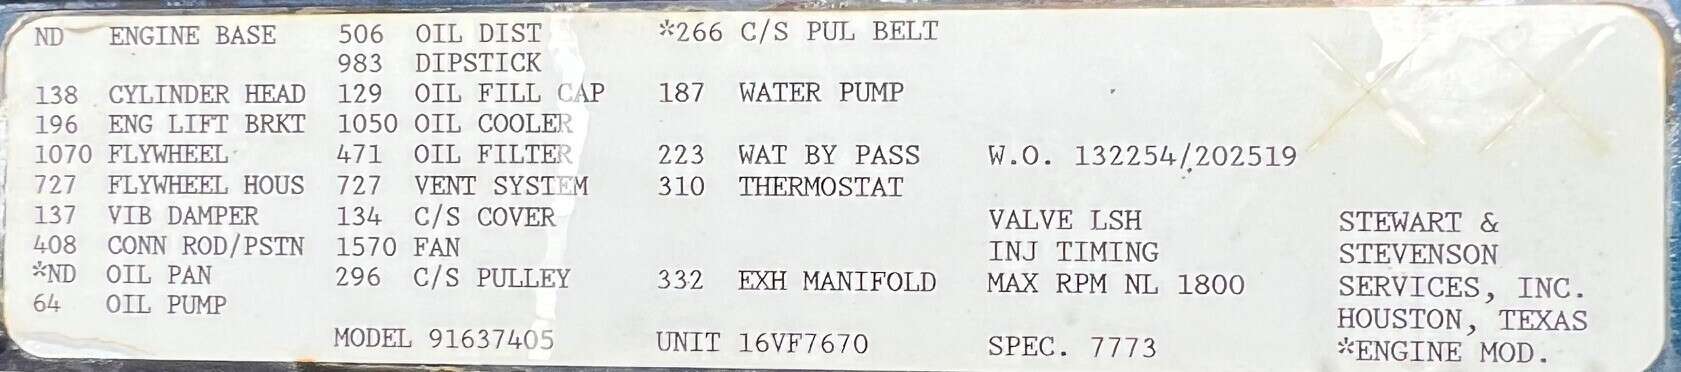 ND ENGINE BASE 506 OIL DIST *266 C/S PUL BELT
983 DIPSTICK
138 CYLINDER HEAD 129 OIL FILL CAP 187 WATER PUMP
196 ENG LIFT BRKT 1050 OIL COOLER
1070 FLYWHEEL 471 OIL FILTER 223 WAT BY PASS W.O. 132254/202519
727 FLYWHEEL HOUS 727 VENT SYSTEM 310 THERMOSTAT
137 VIB DAMPER 134 C/S COVER VALVE LSH STEWART &
408 CONN ROD/PSTN 1570 FAN INJ TIMING STEVENSON
*ND OIL PAN 296 C/S PULLEY 332 EXH MANIFOLD MAX RPM NL 1800 SERVICES, INC.
64 OIL PUMP HOUSTON, TEXAS
MODEL 91637405 UNIT 16VF7670 SPEC. 7773 *ENGINE MOD.